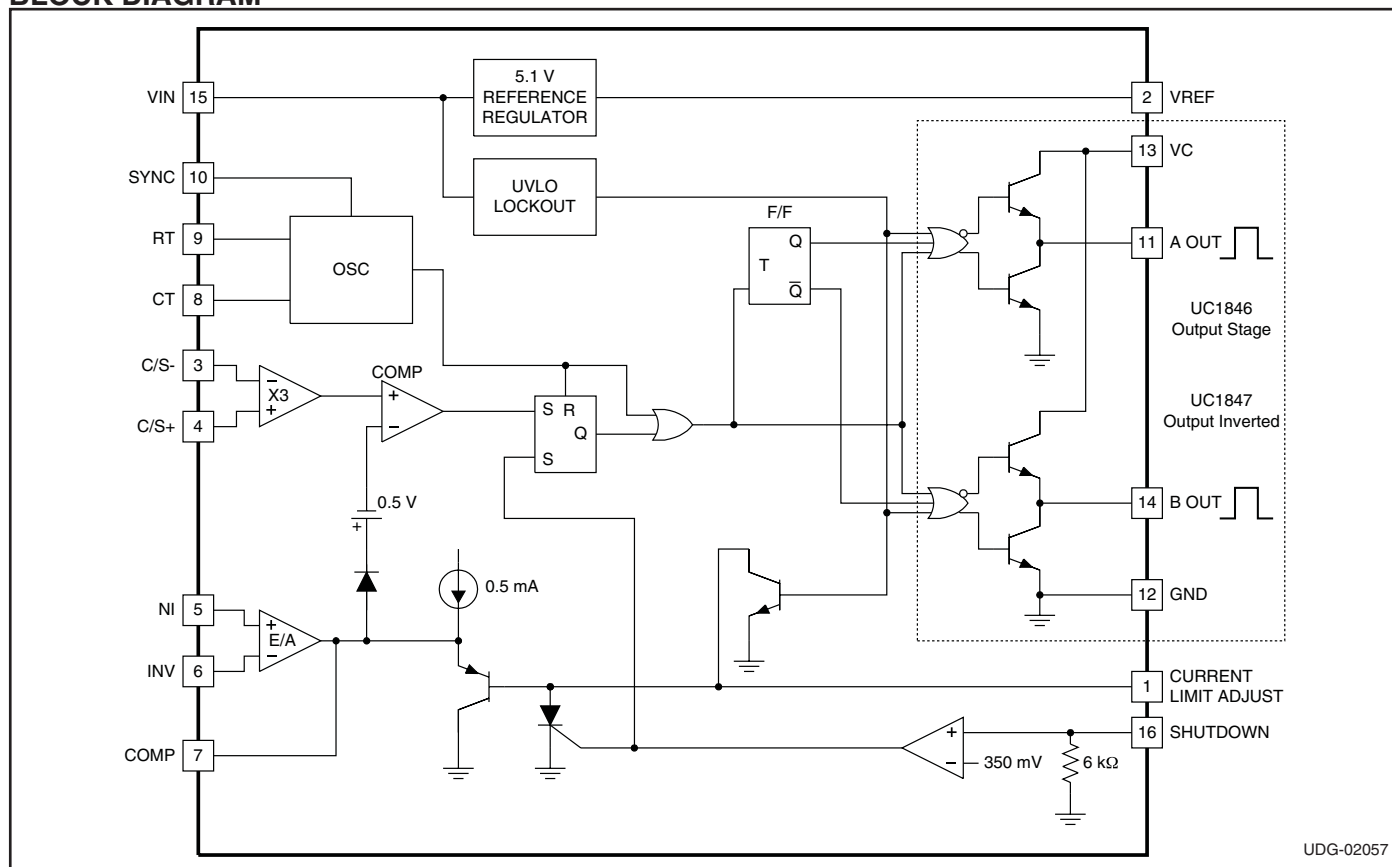 BLOCK DIAGRAM
VIN 15
5.1 V
REFERENCE
REGULATOR
2 VREF
13 VC
SYNC 10
UVLO
LOCKOUT
F/F
RT 9
OSC
T
Q
Q̅
11 A OUT
CT 8
UC1846
Output Stage
C/S- 3
−
X3
+
C/S+ 4
COMP
+
−
S R
Q
S
UC1847
Output Inverted
0.5 V
+
14 B OUT
0.5 mA
NI 5
+
E/A
−
INV 6
12 GND
1 CURRENT
LIMIT ADJUST
COMP 7
+
−
350 mV
6 kΩ
16 SHUTDOWN
UDG-02057